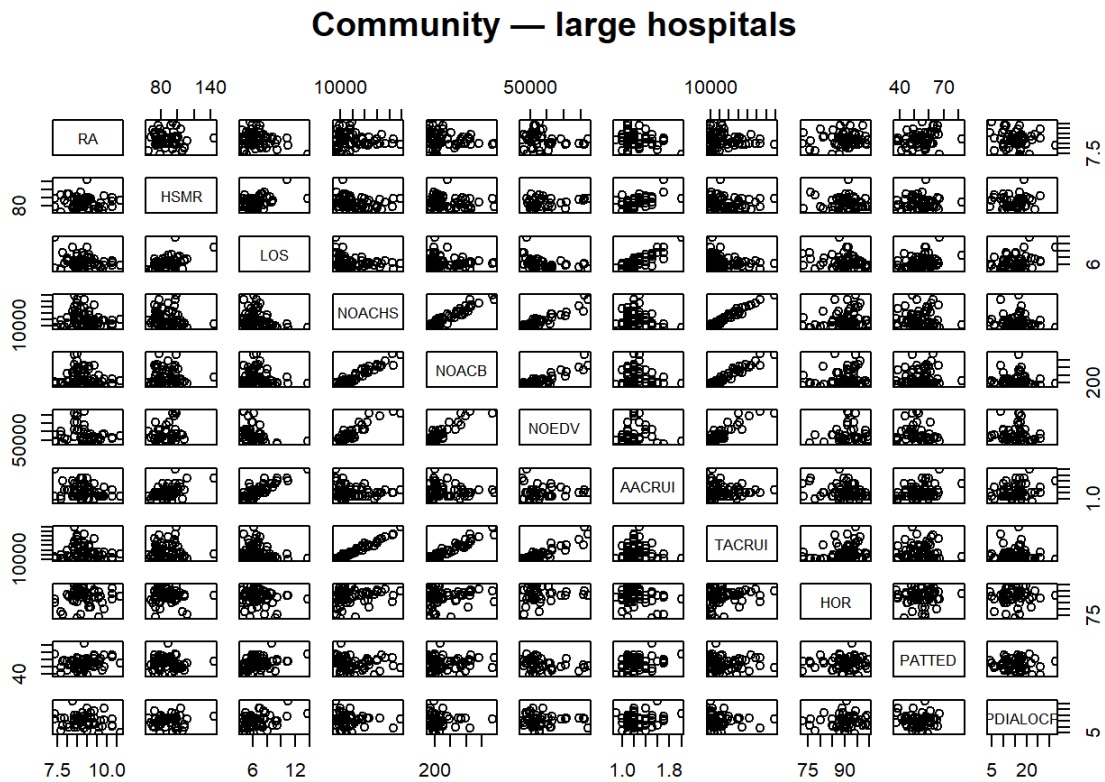 Community — large hospitals
80 140 10000 50000 10000 40 70
RA
7.5
80
HSMR
LOS
6
10000
NOACHS
NOACB
200
50000
NOEDV
AACRUI
1.0
10000
TACRUI
HOR
75
40
PATTED
PDIALOCP
5
7.5 10.0 6 12 200 1.0 1.8 75 90 5 20